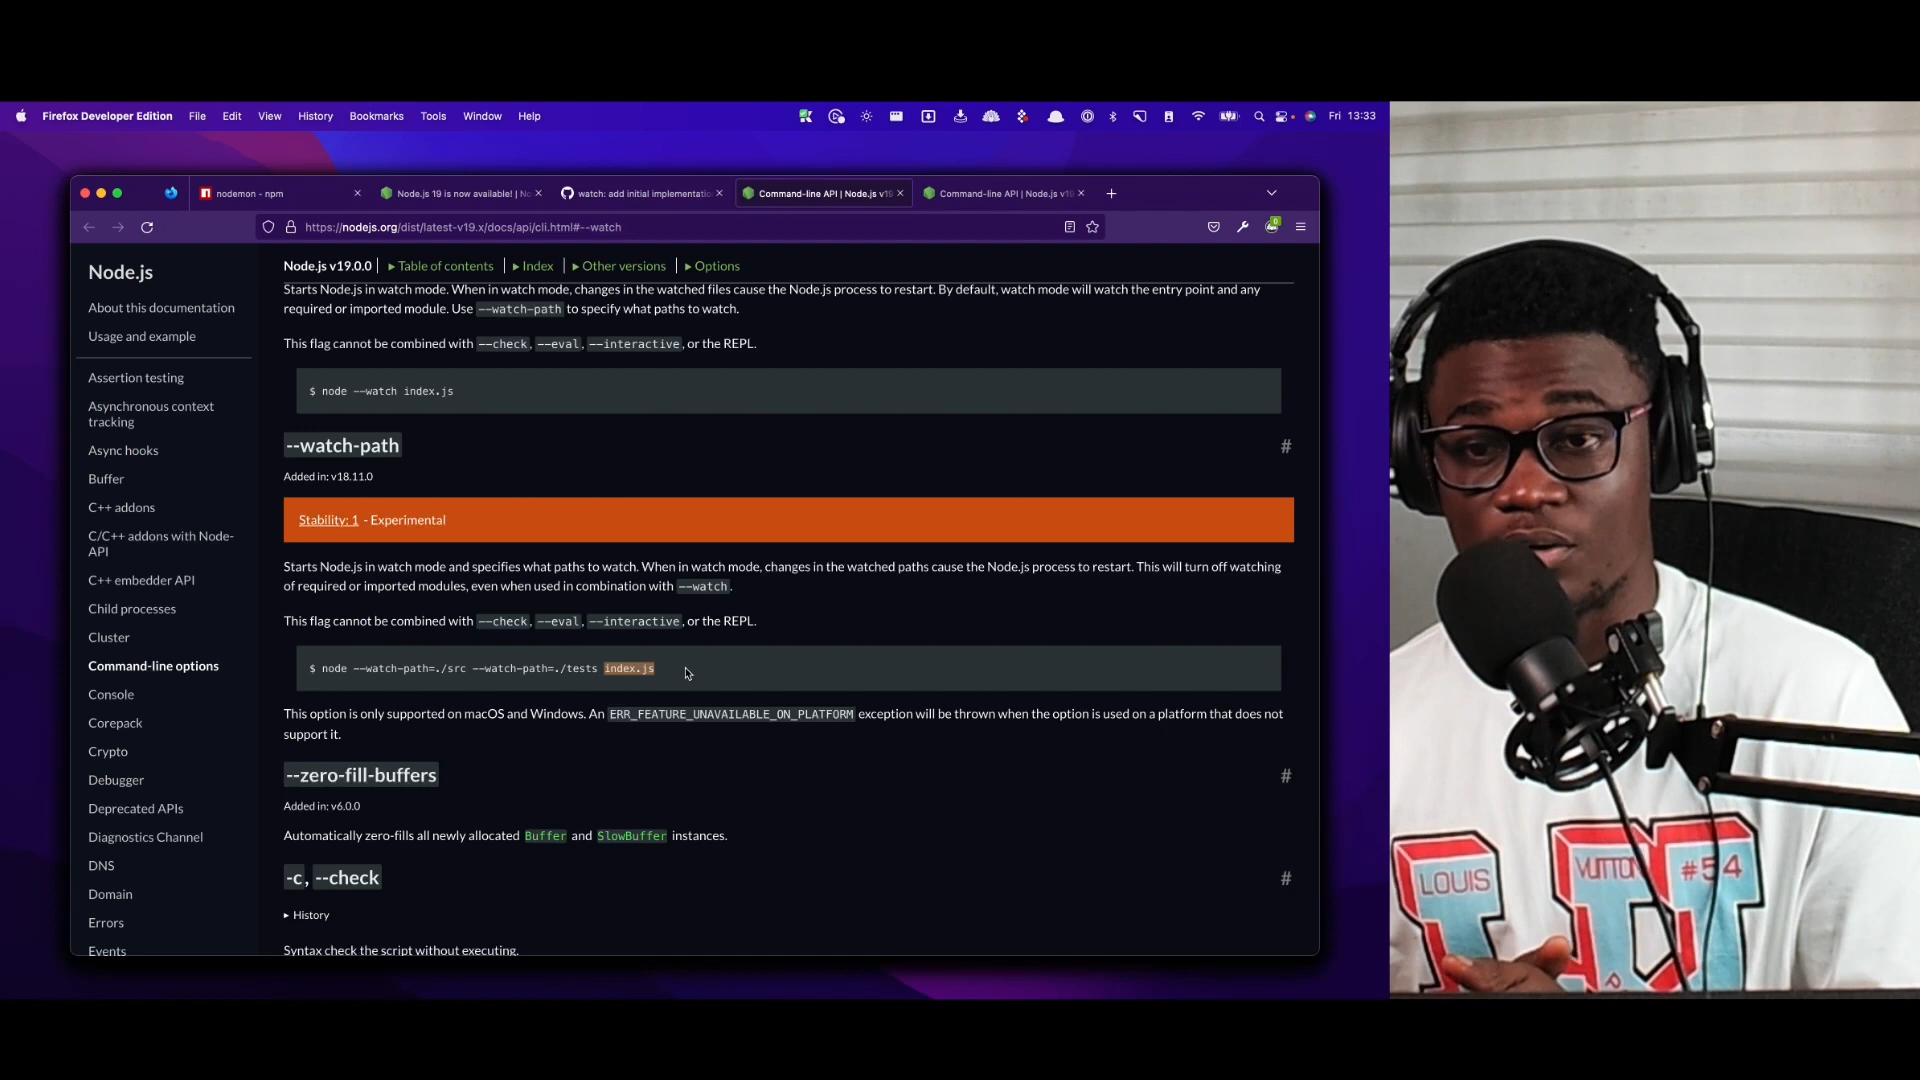 Firefox Developer Edition File Edit View History Bookmarks Tools Window Help Fri 13:33
nodemon - npm Node.js 19 is now available! | No watch: add initial implementatio Command-line API | Node.js v19 Command-line API | Node.js v19
https://nodejs.org/dist/latest-v19.x/docs/api/cli.html#--watch 0
Node.js
About this documentation
Usage and example
Assertion testing
Asynchronous context
tracking
Async hooks
Buffer
C++ addons
C/C++ addons with Node-
API
C++ embedder API
Child processes
Cluster
Command-line options
Console
Corepack
Crypto
Debugger
Deprecated APIs
Diagnostics Channel
DNS
Domain
Errors
Events
Node.js v19.0.0 ▸ Table of contents ▸ Index ▸ Other versions ▸ Options
Starts Node.js in watch mode. When in watch mode, changes in the watched files cause the Node.js process to restart. By default, watch mode will watch the entry point and any
required or imported module. Use --watch-path to specify what paths to watch.
This flag cannot be combined with --check, --eval, --interactive, or the REPL.
$ node --watch index.js
--watch-path #
Added in: v18.11.0
Stability: 1 - Experimental
Starts Node.js in watch mode and specifies what paths to watch. When in watch mode, changes in the watched paths cause the Node.js process to restart. This will turn off watching
of required or imported modules, even when used in combination with --watch.
This flag cannot be combined with --check, --eval, --interactive, or the REPL.
$ node --watch-path=./src --watch-path=./tests index.js
This option is only supported on macOS and Windows. An ERR_FEATURE_UNAVAILABLE_ON_PLATFORM exception will be thrown when the option is used on a platform that does not
support it.
--zero-fill-buffers #
Added in: v6.0.0
Automatically zero-fills all newly allocated Buffer and SlowBuffer instances.
-c, --check #
▸ History
Syntax check the script without executing.
LOUIS VUITTON #54